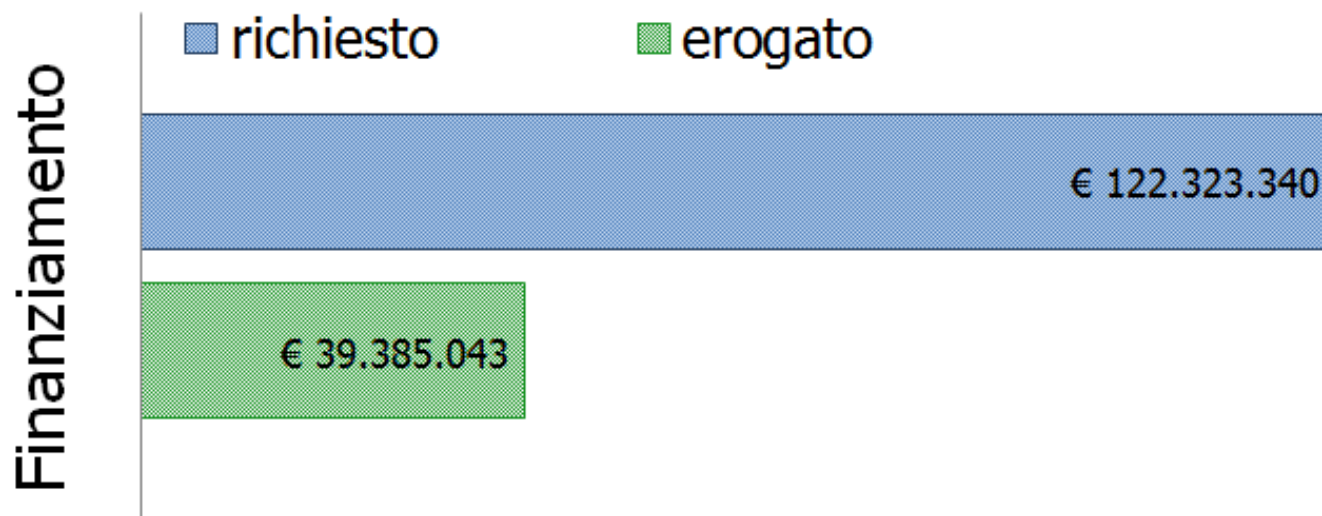 richiesto
erogato
Finanziamento
€ 122.323.340
€ 39.385.043